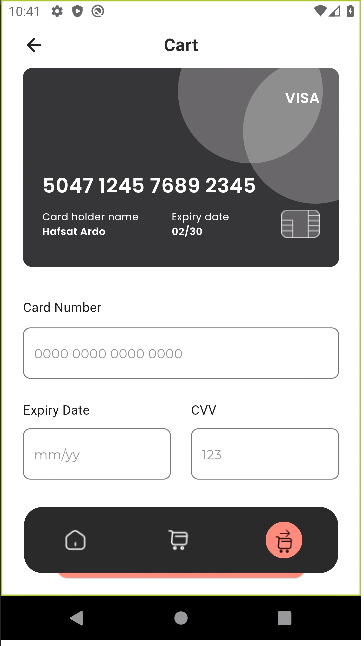 10:41
Cart
VISA
5047 1245 7689 2345
Card holder name Expiry date
Hafsat Ardo 02/30
Card Number
0000 0000 0000 0000
Expiry Date CVV
mm/yy 123